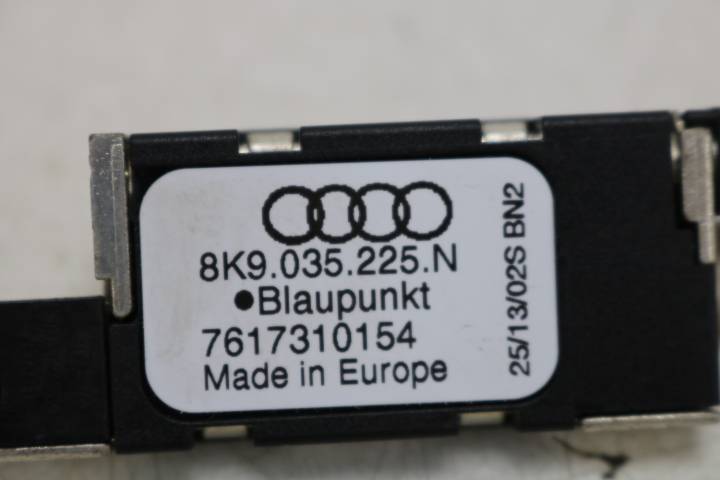 8K9.035.225.N
●Blaupunkt
7617310154
Made in Europe
25/13/02S BN2